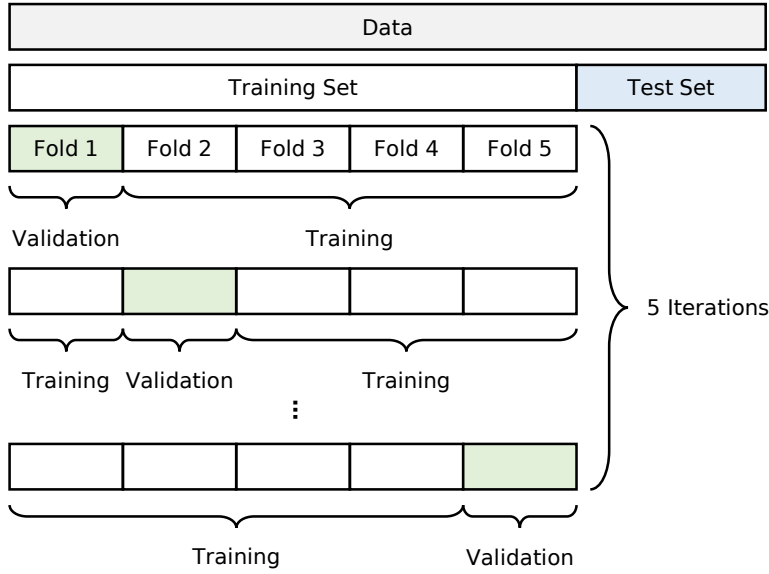 Data
Training Set Test Set
Fold 1 Fold 2 Fold 3 Fold 4 Fold 5
Validation Training
5 Iterations
Training Validation Training
Training Validation